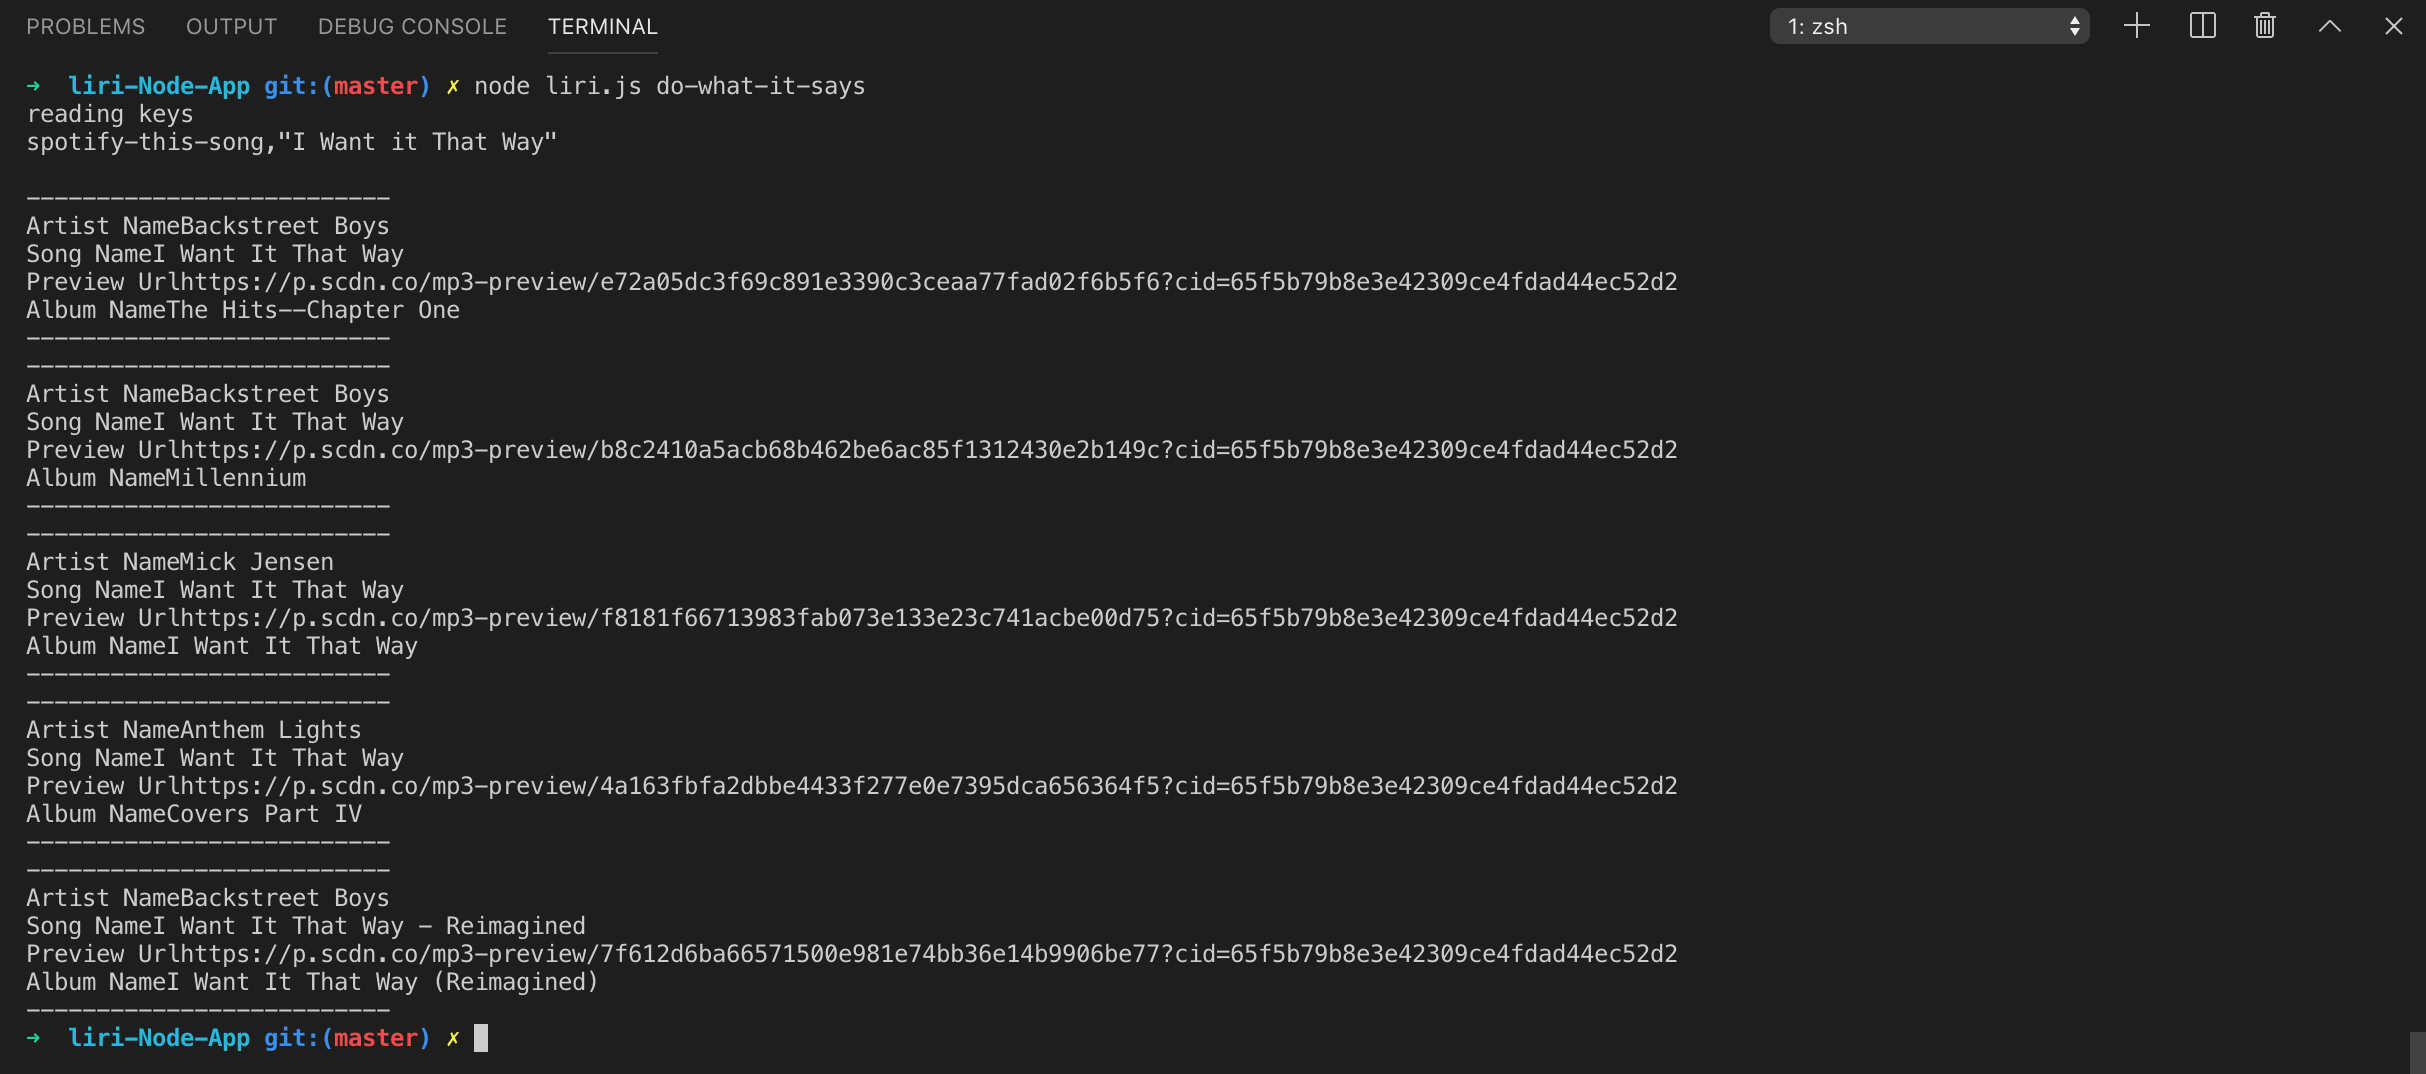 PROBLEMS OUTPUT DEBUG CONSOLE TERMINAL 1: zsh
➜ liri-Node-App git:(master) ✗ node liri.js do-what-it-says
reading keys
spotify-this-song,"I Want it That Way"
--------------------------
Artist NameBackstreet Boys
Song NameI Want It That Way
Preview Urlhttps://p.scdn.co/mp3-preview/e72a05dc3f69c891e3390c3ceaa77fad02f6b5f6?cid=65f5b79b8e3e42309ce4fdad44ec52d2
Album NameThe Hits--Chapter One
--------------------------
--------------------------
Artist NameBackstreet Boys
Song NameI Want It That Way
Preview Urlhttps://p.scdn.co/mp3-preview/b8c2410a5acb68b462be6ac85f1312430e2b149c?cid=65f5b79b8e3e42309ce4fdad44ec52d2
Album NameMillennium
--------------------------
--------------------------
Artist NameMick Jensen
Song NameI Want It That Way
Preview Urlhttps://p.scdn.co/mp3-preview/f8181f66713983fab073e133e23c741acbe00d75?cid=65f5b79b8e3e42309ce4fdad44ec52d2
Album NameI Want It That Way
--------------------------
--------------------------
Artist NameAnthem Lights
Song NameI Want It That Way
Preview Urlhttps://p.scdn.co/mp3-preview/4a163fbfa2dbbe4433f277e0e7395dca656364f5?cid=65f5b79b8e3e42309ce4fdad44ec52d2
Album NameCovers Part IV
--------------------------
--------------------------
Artist NameBackstreet Boys
Song NameI Want It That Way - Reimagined
Preview Urlhttps://p.scdn.co/mp3-preview/7f612d6ba66571500e981e74bb36e14b9906be77?cid=65f5b79b8e3e42309ce4fdad44ec52d2
Album NameI Want It That Way (Reimagined)
--------------------------
➜ liri-Node-App git:(master) ✗